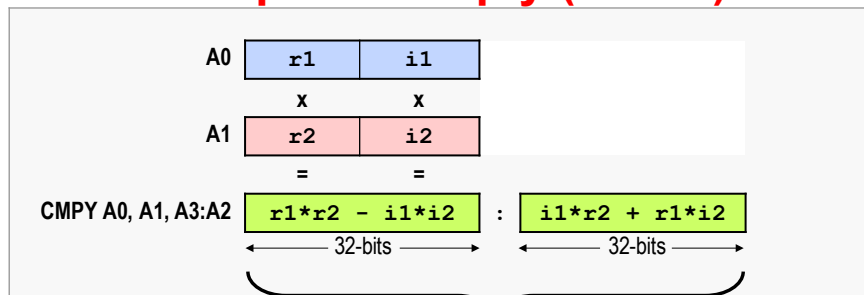 A0 r1 i1
x x
A1 r2 i2
= =
CMPY A0, A1, A3:A2 r1*r2 - i1*i2 : i1*r2 + r1*i2
32-bits 32-bits